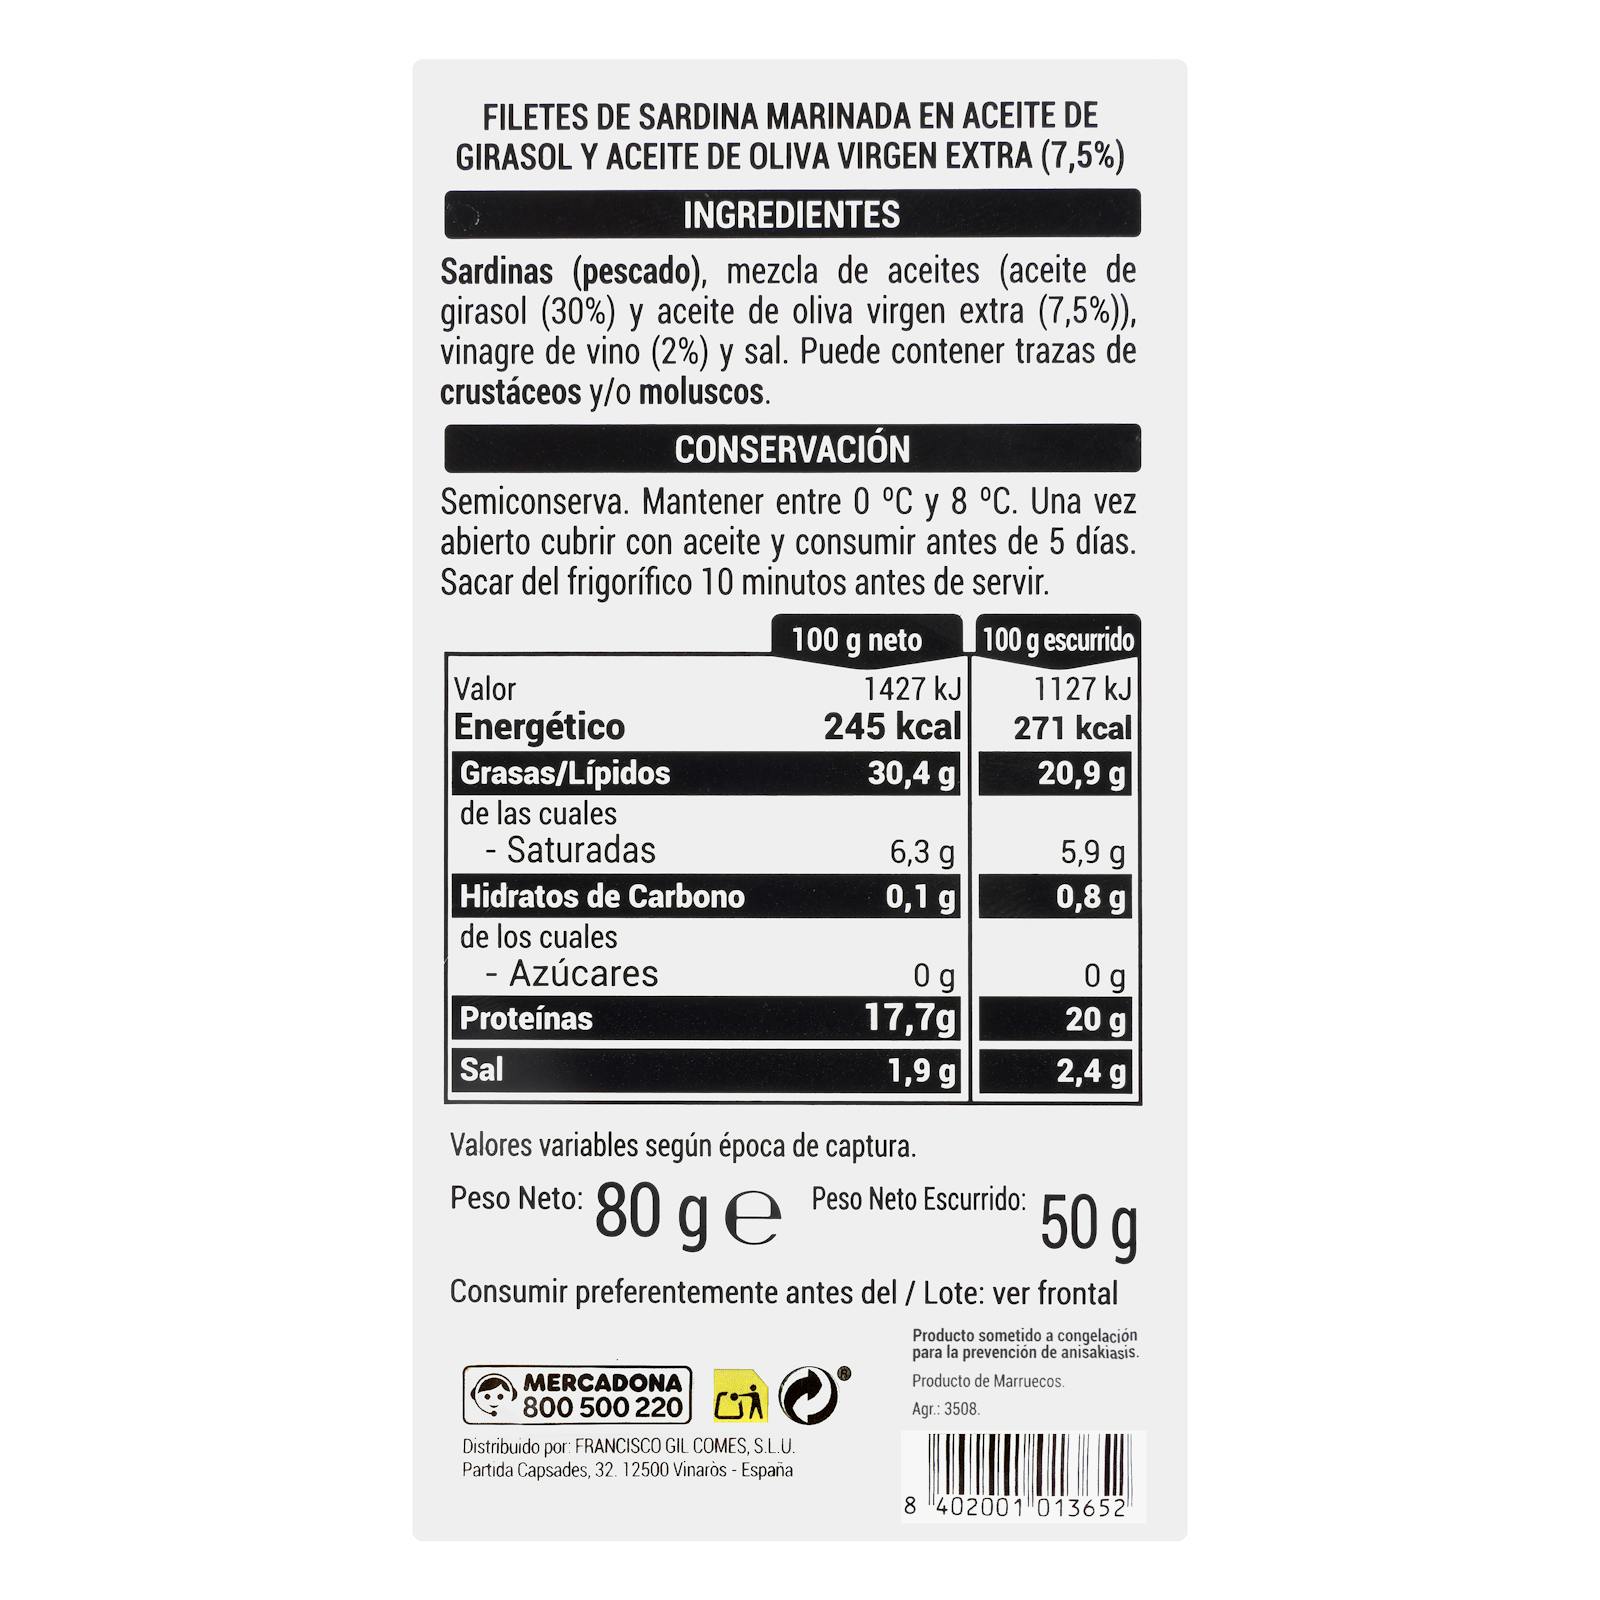 FILETES DE SARDINA MARINADA EN ACEITE DE
GIRASOL Y ACEITE DE OLIVA VIRGEN EXTRA (7,5%)
INGREDIENTES
Sardinas (pescado), mezcla de aceites (aceite de
girasol (30%) y aceite de oliva virgen extra (7,5%)),
vinagre de vino (2%) y sal. Puede contener trazas de
crustáceos y/o moluscos.
CONSERVACIÓN
Semiconserva. Mantener entre 0 ºC y 8 ºC. Una vez
abierto cubrir con aceite y consumir antes de 5 días.
Sacar del frigorífico 10 minutos antes de servir.
100 g neto 100 g escurrido
Valor 1427 kJ 1127 kJ
Energético 245 kcal 271 kcal
Grasas/Lípidos 30,4 g 20,9 g
de las cuales
- Saturadas 6,3 g 5,9 g
Hidratos de Carbono 0,1 g 0,8 g
de los cuales
- Azúcares 0 g 0 g
Proteínas 17,7g 20 g
Sal 1,9 g 2,4 g
Valores variables según época de captura.
Peso Neto: 80 g e Peso Neto Escurrido: 50 g
Consumir preferentemente antes del / Lote: ver frontal
Producto sometido a congelación
para la prevención de anisakiasis.
Producto de Marruecos.
Agr.: 3508.
MERCADONA
800 500 220
®
Distribuido por: FRANCISCO GIL COMES, S.L.U.
Partida Capsades, 32. 12500 Vinaròs - España
8 402001 013652